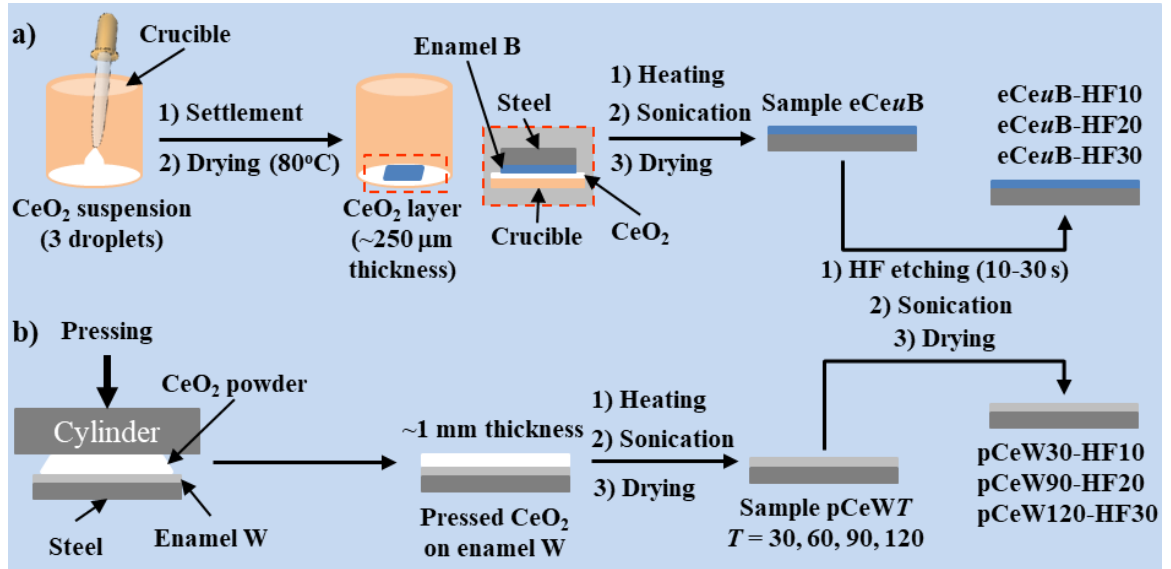 a)
Crucible
1) Settlement
2) Drying (80°C)
CeO₂ suspension
(3 droplets)
CeO₂ layer
(~250 μm
thickness)
Enamel B
Steel
Crucible
CeO₂
1) Heating
2) Sonication
3) Drying
Sample eCeuB
eCeuB-HF10
eCeuB-HF20
eCeuB-HF30
1) HF etching (10-30 s)
2) Sonication
3) Drying
b)
Pressing
CeO₂ powder
Cylinder
Steel
Enamel W
~1 mm thickness
Pressed CeO₂
on enamel W
1) Heating
2) Sonication
3) Drying
Sample pCeWT
T = 30, 60, 90, 120
pCeW30-HF10
pCeW90-HF20
pCeW120-HF30